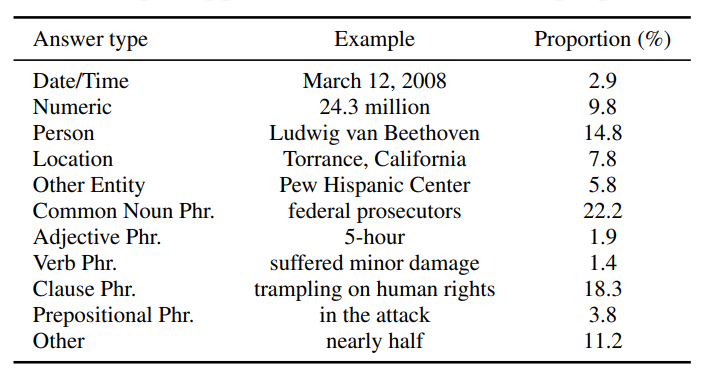 Answer type Example Proportion (%)
Date/Time March 12, 2008 2.9
Numeric 24.3 million 9.8
Person Ludwig van Beethoven 14.8
Location Torrance, California 7.8
Other Entity Pew Hispanic Center 5.8
Common Noun Phr. federal prosecutors 22.2
Adjective Phr. 5-hour 1.9
Verb Phr. suffered minor damage 1.4
Clause Phr. trampling on human rights 18.3
Prepositional Phr. in the attack 3.8
Other nearly half 11.2